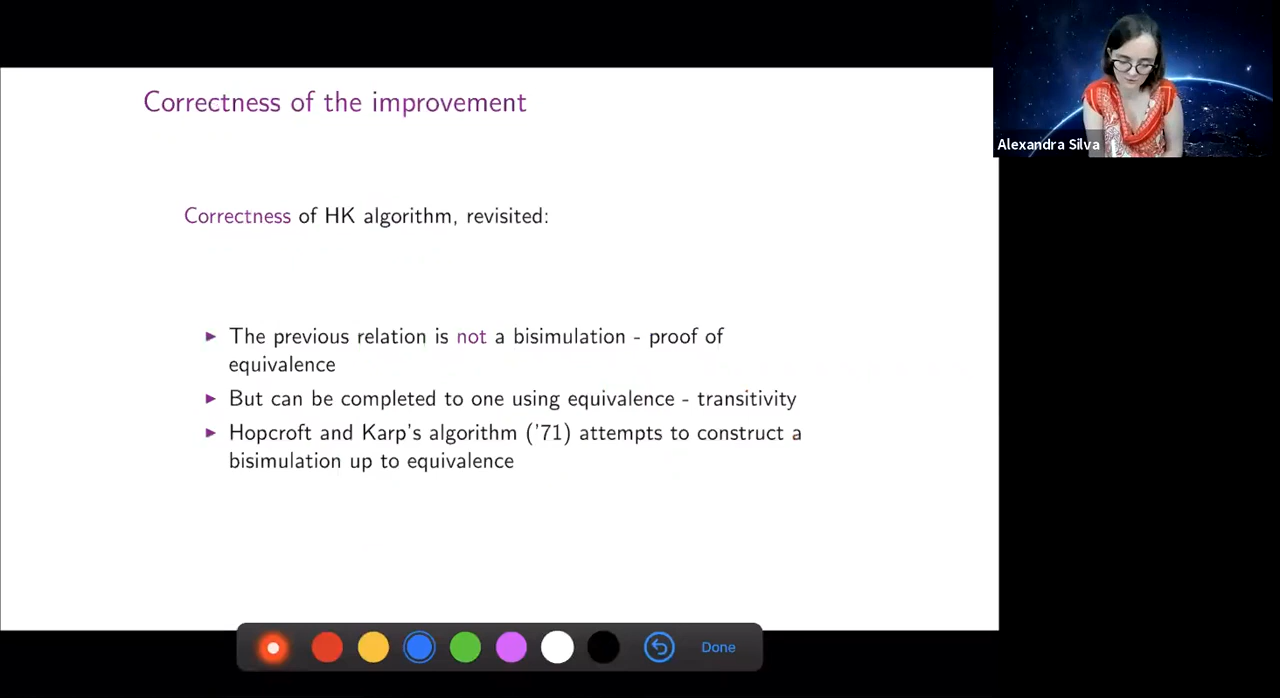 Correctness of the improvement
Alexandra Silva
Correctness of HK algorithm, revisited:
► The previous relation is not a bisimulation - proof of
equivalence
► But can be completed to one using equivalence - transitivity
► Hopcroft and Karp's algorithm ('71) attempts to construct a
bisimulation up to equivalence
Done